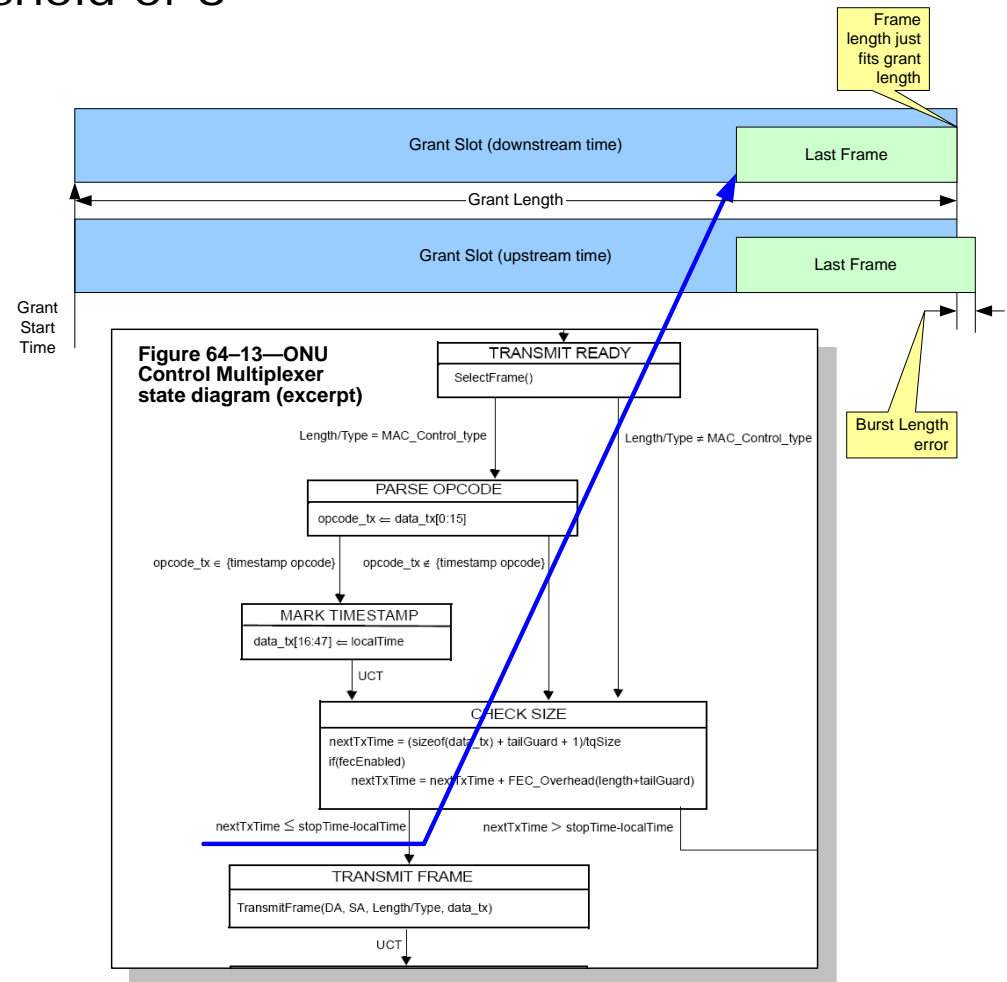 Frame
length just
fits grant
length
Grant Slot (downstream time)
Last Frame
Grant Length
Grant Slot (upstream time)
Last Frame
Grant
Start
Time
Burst Length
error
Figure 64–13—ONU
Control Multiplexer
state diagram (excerpt)
TRANSMIT READY
SelectFrame()
Length/Type = MAC_Control_type
Length/Type ≠ MAC_Control_type
PARSE OPCODE
opcode_tx ⇐ data_tx[0:15]
opcode_tx ∈ {timestamp opcode}
opcode_tx ∉ {timestamp opcode}
MARK TIMESTAMP
data_tx[16:47] ⇐ localTime
UCT
CHECK SIZE
nextTxTime = (sizeof(data_tx) + tailGuard + 1)/tqSize
if(fecEnabled)
nextTxTime = nextTxTime + FEC_Overhead(length+tailGuard)
nextTxTime ≤ stopTime-localTime
nextTxTime > stopTime-localTime
TRANSMIT FRAME
TransmitFrame(DA, SA, Length/Type, data_tx)
UCT